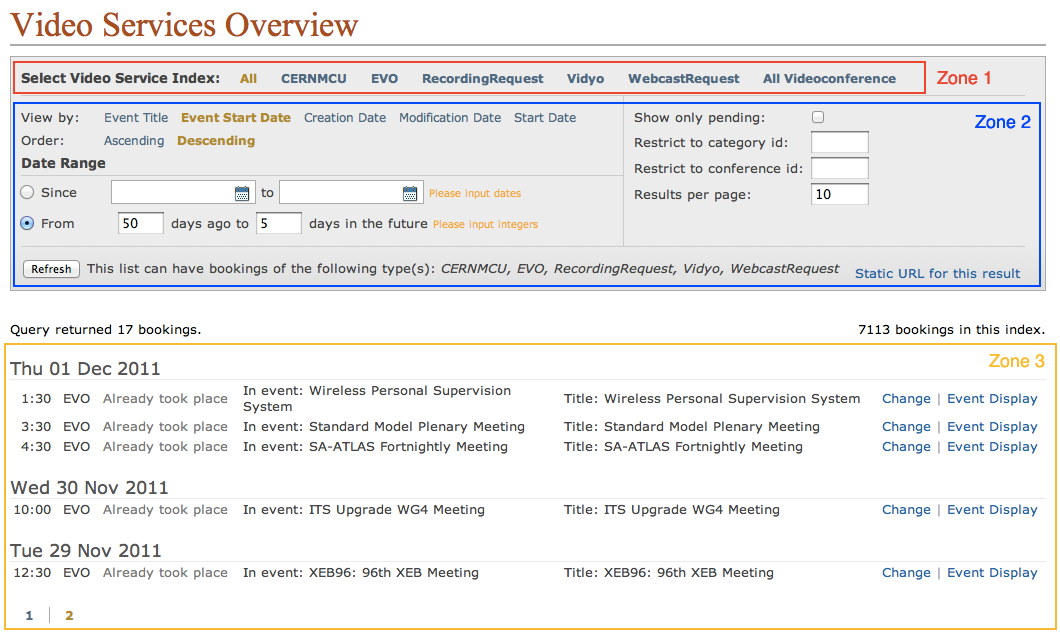 Video Services Overview
Select Video Service Index: All CERNMCU EVO RecordingRequest Vidyo WebcastRequest All Videoconference Zone 1
Zone 2
View by: Event Title Event Start Date Creation Date Modification Date Start Date
Order: Ascending Descending
Date Range
Since to Please input dates
From 50 days ago to 5 days in the future Please input integers
Show only pending:
Restrict to category id:
Restrict to conference id:
Results per page: 10
Refresh This list can have bookings of the following type(s): CERNMCU, EVO, RecordingRequest, Vidyo, WebcastRequest Static URL for this result
Query returned 17 bookings. 7113 bookings in this index.
Zone 3
Thu 01 Dec 2011
1:30 EVO Already took place In event: Wireless Personal Supervision System Title: Wireless Personal Supervision System Change | Event Display
3:30 EVO Already took place In event: Standard Model Plenary Meeting Title: Standard Model Plenary Meeting Change | Event Display
4:30 EVO Already took place In event: SA-ATLAS Fortnightly Meeting Title: SA-ATLAS Fortnightly Meeting Change | Event Display
Wed 30 Nov 2011
10:00 EVO Already took place In event: ITS Upgrade WG4 Meeting Title: ITS Upgrade WG4 Meeting Change | Event Display
Tue 29 Nov 2011
12:30 EVO Already took place In event: XEB96: 96th XEB Meeting Title: XEB96: 96th XEB Meeting Change | Event Display
1 | 2